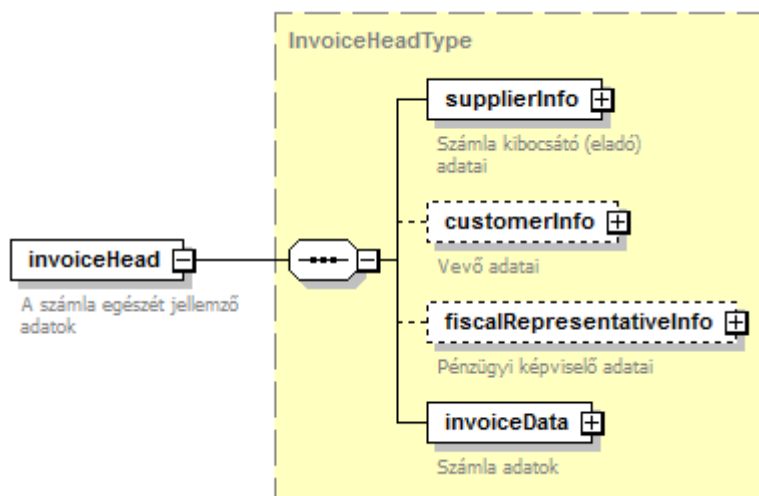 InvoiceHeadType
supplierInfo
Számla kibocsátó (eladó)
adatai
customerInfo
Vevő adatai
invoiceHead
A számla egészét jellemző
adatok
fiscalRepresentativeInfo
Pénzügyi képviselő adatai
invoiceData
Számla adatok